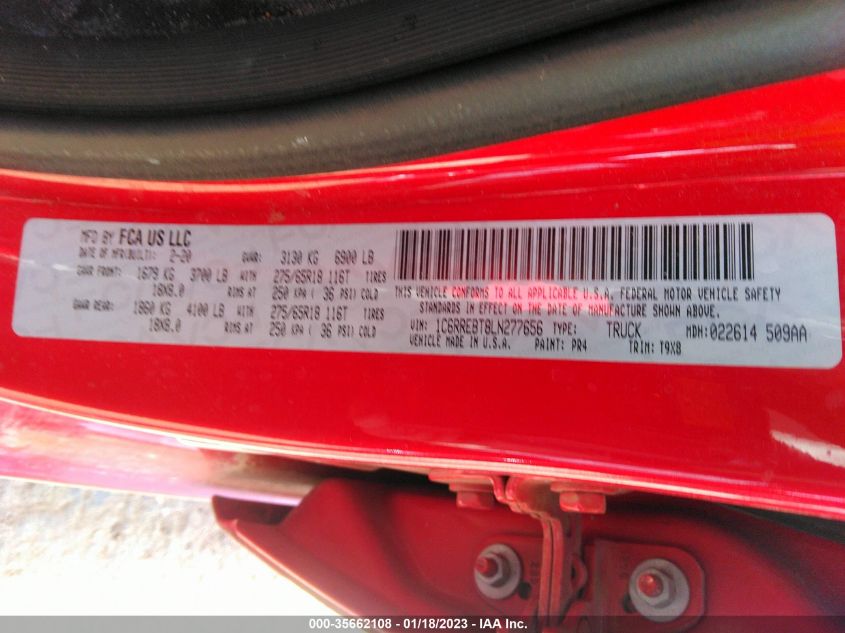 MFD BY FCA US LLC
DATE OF MFR(BUILT): 2-20 GVWR: 3130 KG 6900 LB
GAWR FRONT: 1679 KG 3700 LB WITH 275/65R18 116T TIRES
18X8.0 RIMS AT 250 KPA ( 36 PSI) COLD
GAWR REAR: 1860 KG 4100 LB WITH 275/65R18 116T TIRES
18X8.0 RIMS AT 250 KPA ( 36 PSI) COLD
THIS VEHICLE CONFORMS TO ALL APPLICABLE U.S.A. FEDERAL MOTOR VEHICLE SAFETY
STANDARDS IN EFFECT ON THE DATE OF MANUFACTURE SHOWN ABOVE.
VIN: 1C6RREBT8LN277656 TYPE: TRUCK MDH:022614 509AA
VEHICLE MADE IN U.S.A. PAINT: PR4 TRIM: T9X8
000-35662108 - 01/18/2023 - IAA Inc.